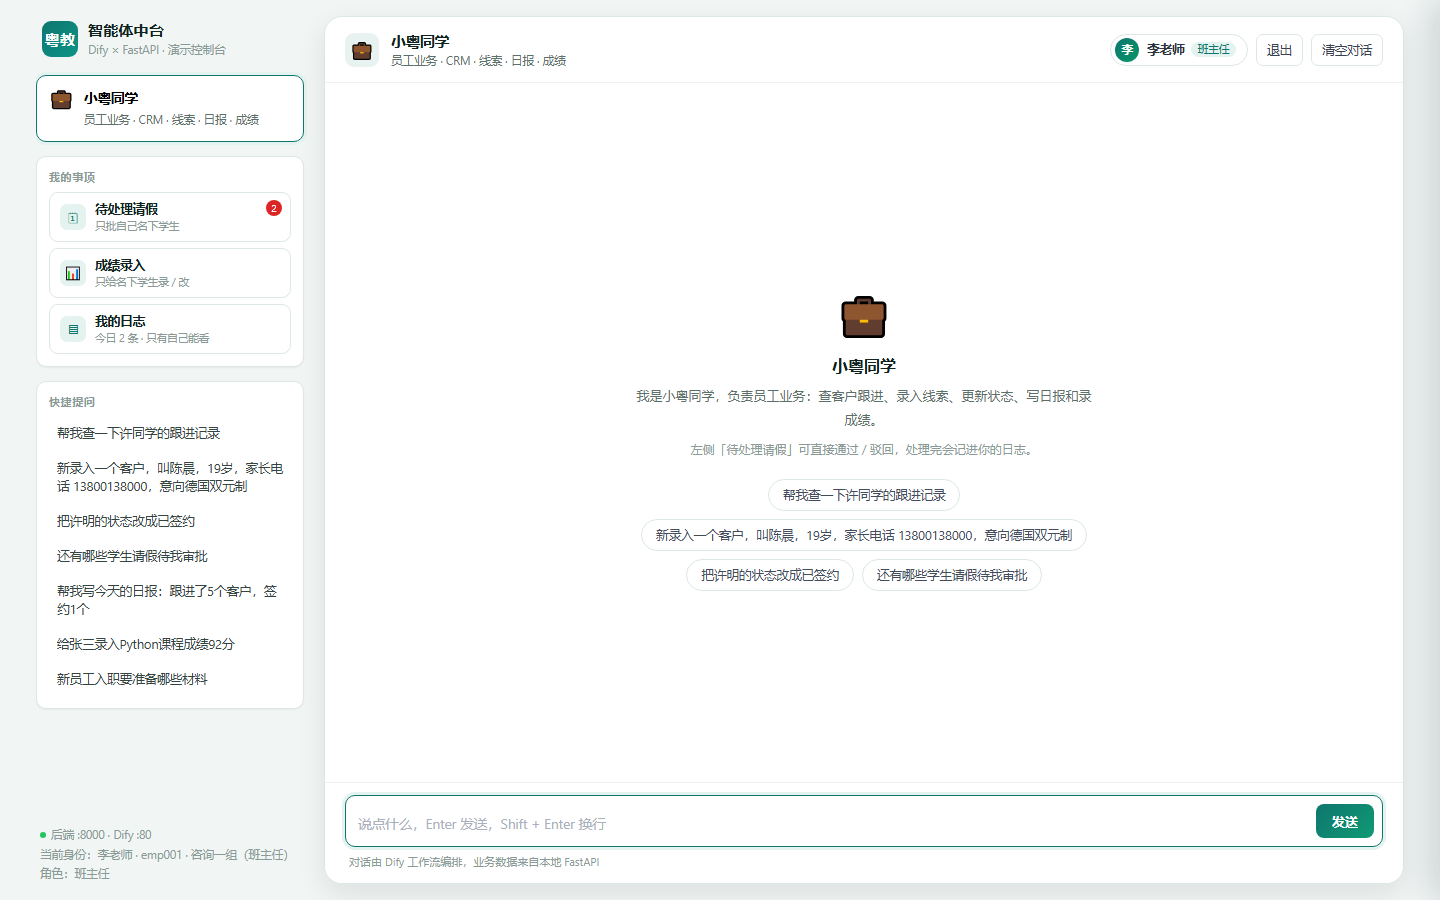 粤教
智能体中台
Dify × FastAPI · 演示控制台
小粤同学
员工业务 · CRM · 线索 · 日报 · 成绩
我的事项
待处理请假
2
只批自己名下学生
成绩录入
只给名下学生录 / 改
我的日志
今日 2 条 · 只有自己能看
快捷提问
帮我查一下许同学的跟进记录
新录入一个客户，叫陈晨，19岁，家长电
话 13800138000，意向德国双元制
把许明的状态改成已签约
还有哪些学生请假待我审批
帮我写今天的日报：跟进了5个客户，签
约1个
给张三录入Python课程成绩92分
新员工入职要准备哪些材料
后端 :8000 · Dify :80
当前身份：李老师 · emp001 · 咨询一组（班主任）
角色：班主任
小粤同学
员工业务 · CRM · 线索 · 日报 · 成绩
李 李老师 班主任
退出
清空对话
小粤同学
我是小粤同学，负责员工业务：查客户跟进、录入线索、更新状态、写日报和录
成绩。
左侧「待处理请假」可直接通过 / 驳回，处理完会记进你的日志。
帮我查一下许同学的跟进记录
新录入一个客户，叫陈晨，19岁，家长电话 13800138000，意向德国双元制
把许明的状态改成已签约
还有哪些学生请假待我审批
说点什么，Enter 发送，Shift + Enter 换行
发送
对话由 Dify 工作流编排，业务数据来自本地 FastAPI